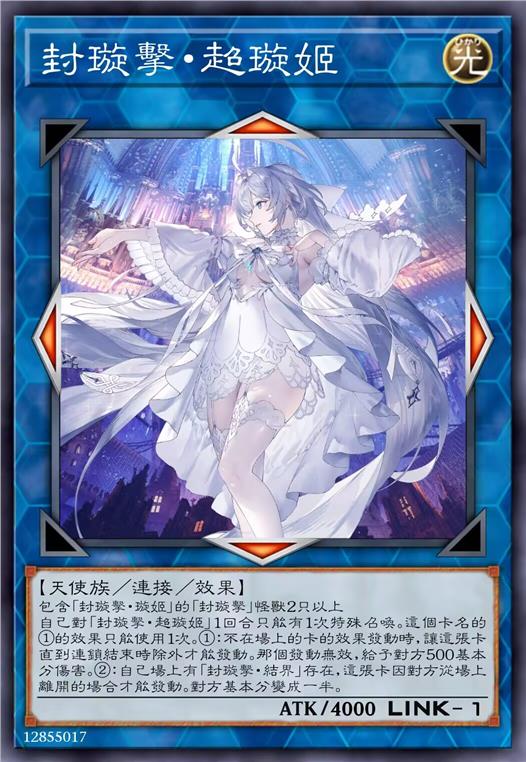 封璇擊・超璇姬
ひかり
光
【天使族／連接／效果】
包含「封璇擊・璇姬」的「封璇擊」怪獸2只以上
自己對「封璇擊・超璇姬」1回合只能有1次特殊召喚。這個卡名的
①的效果只能使用1次。①：不在場上的卡的效果發動時，讓這張卡
直到連鎖結束時除外才能發動。那個發動無效，給予對方500基
本分傷害。②：自己場上有「封璇擊・結界」存在，這張卡因對方從場上
離開的場合才能發動。對方基本分變成一半。
ATK/4000 LINK-1
12855017